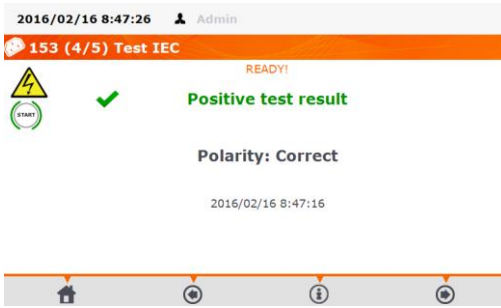 2016/02/16 8:47:26 Admin
153 (4/5) Test IEC
READY!
Positive test result
START
Polarity: Correct
2016/02/16 8:47:16